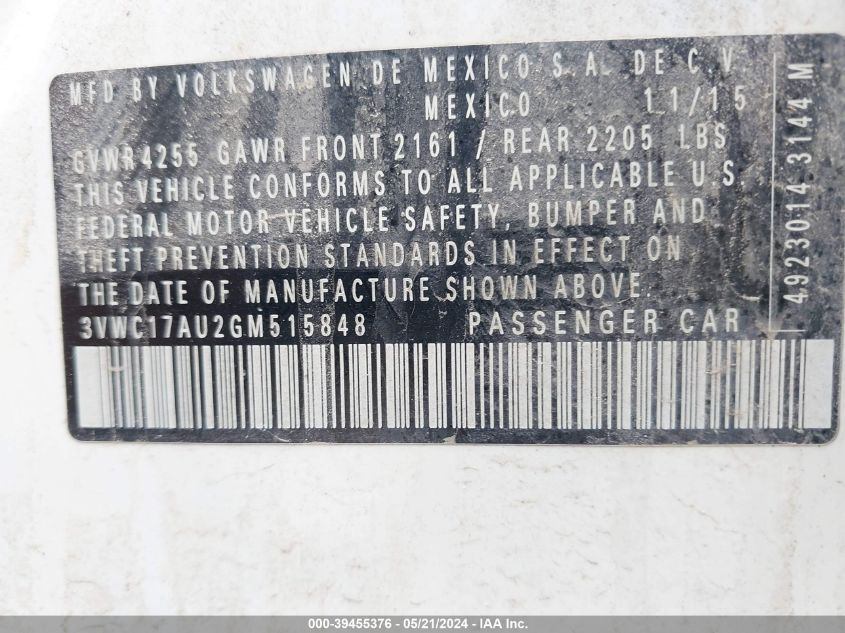 MFD BY VOLKSWAGEN DE MEXICO S.A. DE C.V.
MEXICO 11/15
GVWR 4255 GAWR FRONT 2161 / REAR 2205 LBS
THIS VEHICLE CONFORMS TO ALL APPLICABLE U.S.
FEDERAL MOTOR VEHICLE SAFETY, BUMPER AND
THEFT PREVENTION STANDARDS IN EFFECT ON
THE DATE OF MANUFACTURE SHOWN ABOVE.
3VWC17AU2GM515848 PASSENGER CAR
4923014 3144 M
000-39455376 - 05/21/2024 - IAA Inc.